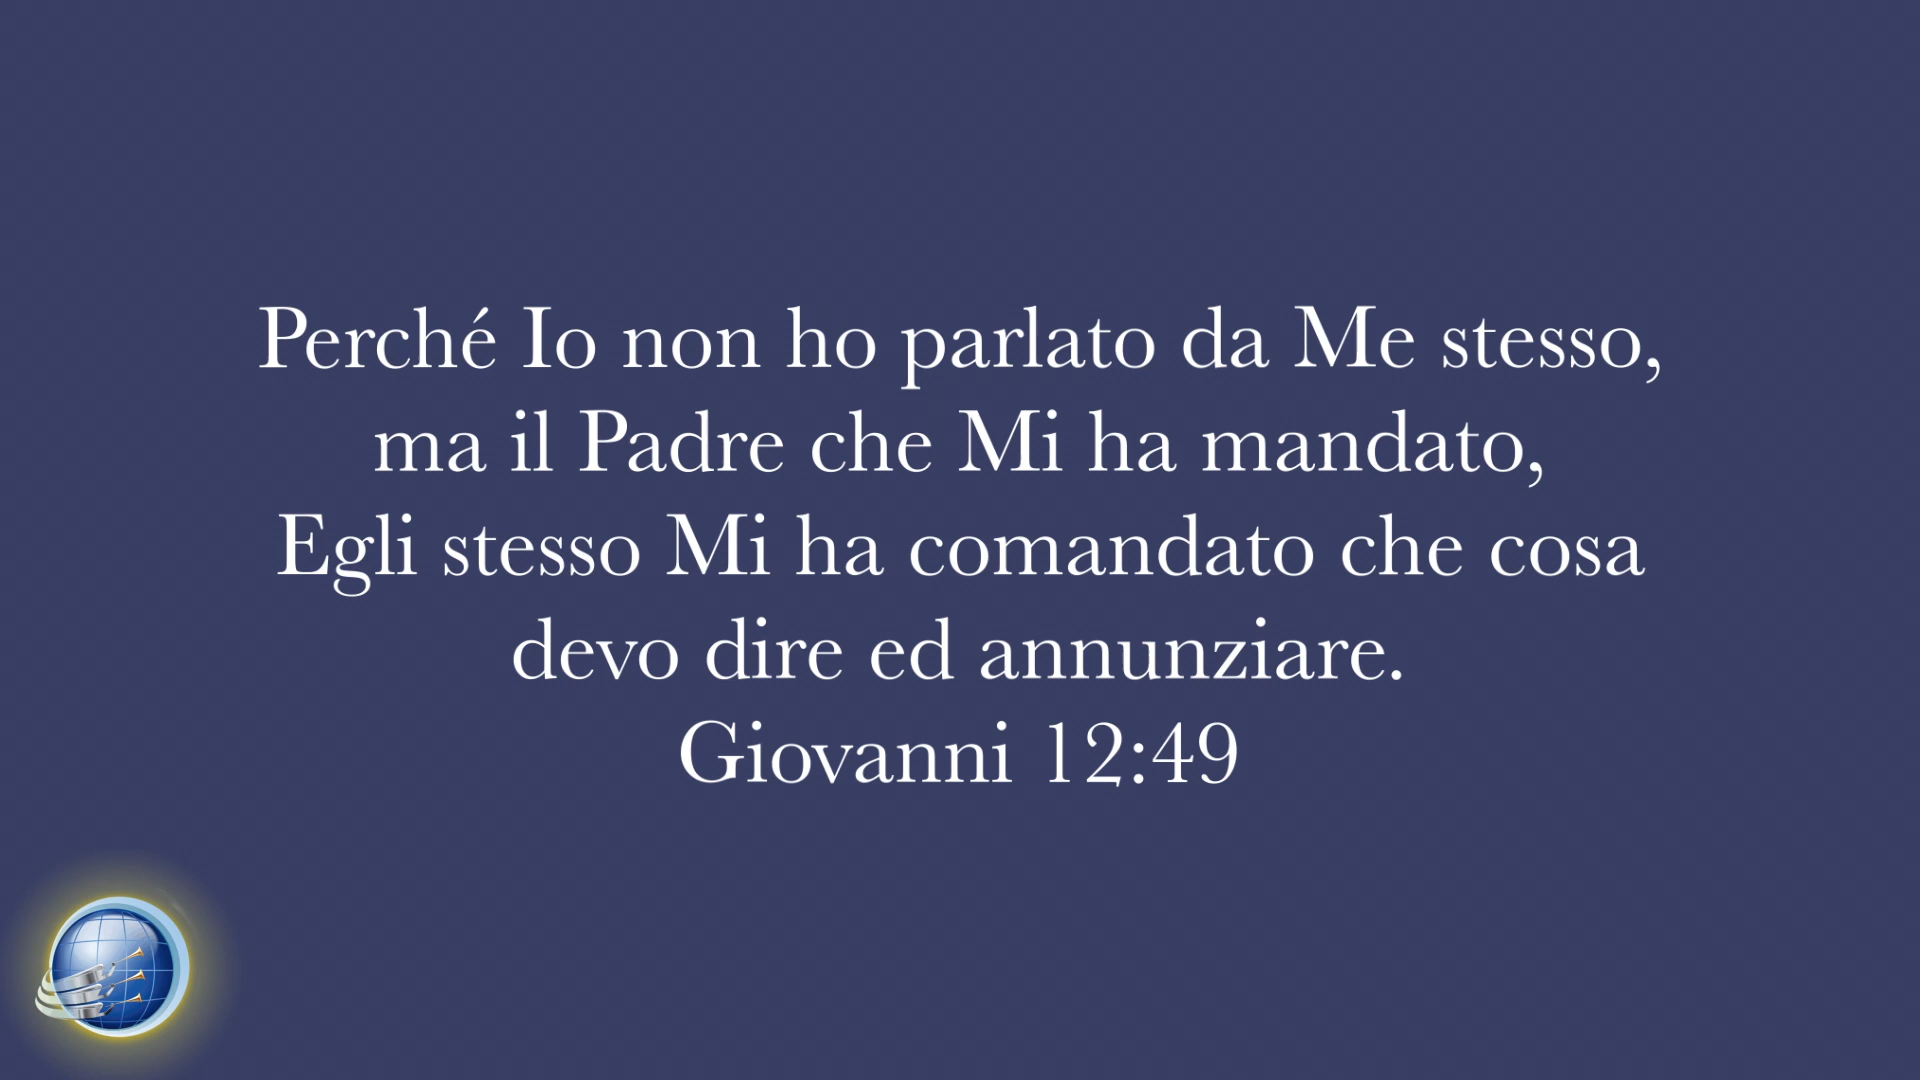 Perché Io non ho parlato da Me stesso,
ma il Padre che Mi ha mandato,
Egli stesso Mi ha comandato che cosa
devo dire ed annunziare.
Giovanni 12:49